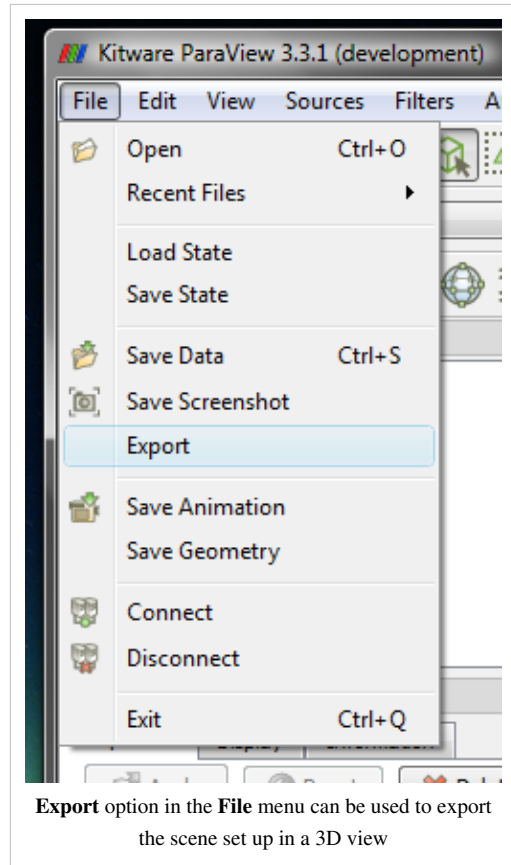 Kitware ParaView 3.3.1 (development)
File Edit View Sources Filters A
Open Ctrl+O
Recent Files
Load State
Save State
Save Data Ctrl+S
Save Screenshot
Export
Save Animation
Save Geometry
Connect
Disconnect
Exit Ctrl+Q
Export option in the File menu can be used to export
the scene set up in a 3D view